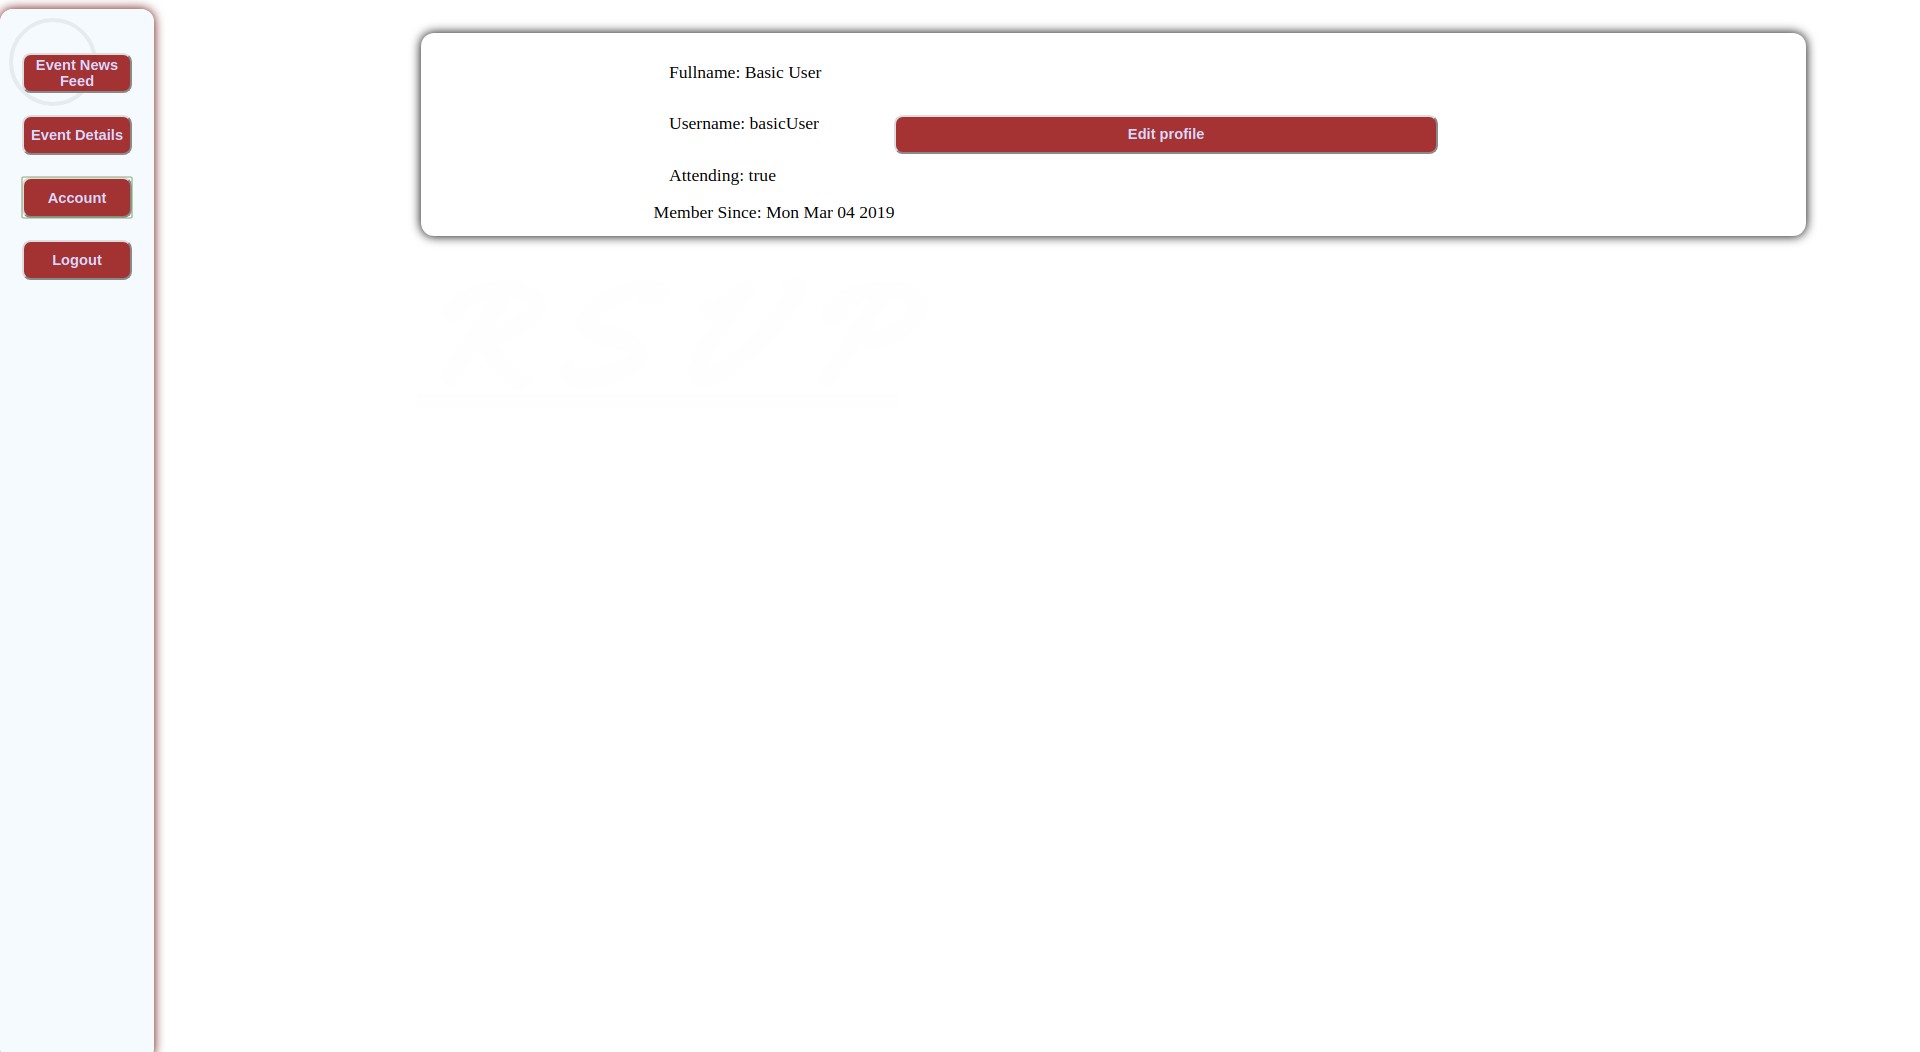 Event News
Feed
Event Details
Account
Logout
Fullname: Basic User
Username: basicUser
Edit profile
Attending: true
Member Since: Mon Mar 04 2019
RSVP